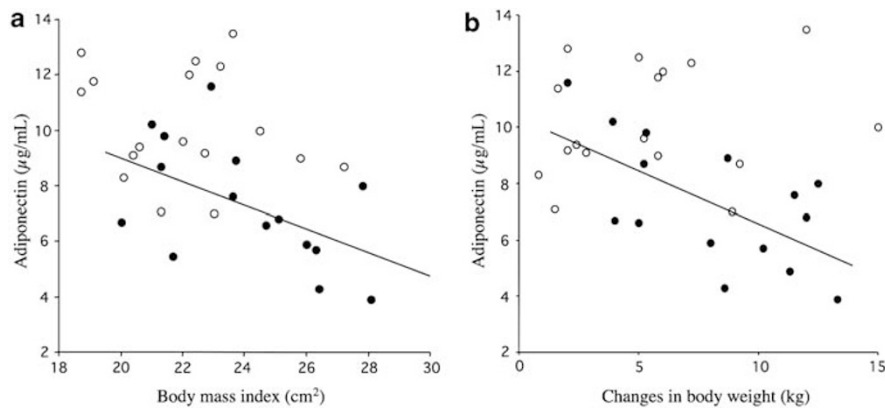 a
14
12
10
8
6
4
2
Adiponectin (µg/mL)
18 20 22 24 26 28 30
Body mass index (cm²)
b
14
12
10
8
6
4
2
Adiponectin (µg/mL)
0 5 10 15
Changes in body weight (kg)